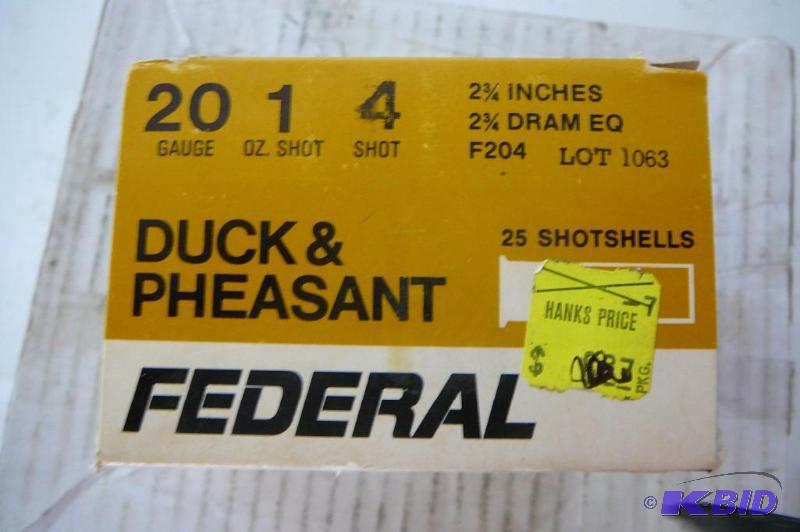 20 1 4
GAUGE OZ. SHOT SHOT
2¾ INCHES
2¾ DRAM EQ
F204 LOT 1063
DUCK &
PHEASANT
25 SHOTSHELLS
HANKS PRICE
PKG.
FEDERAL
© K-BID